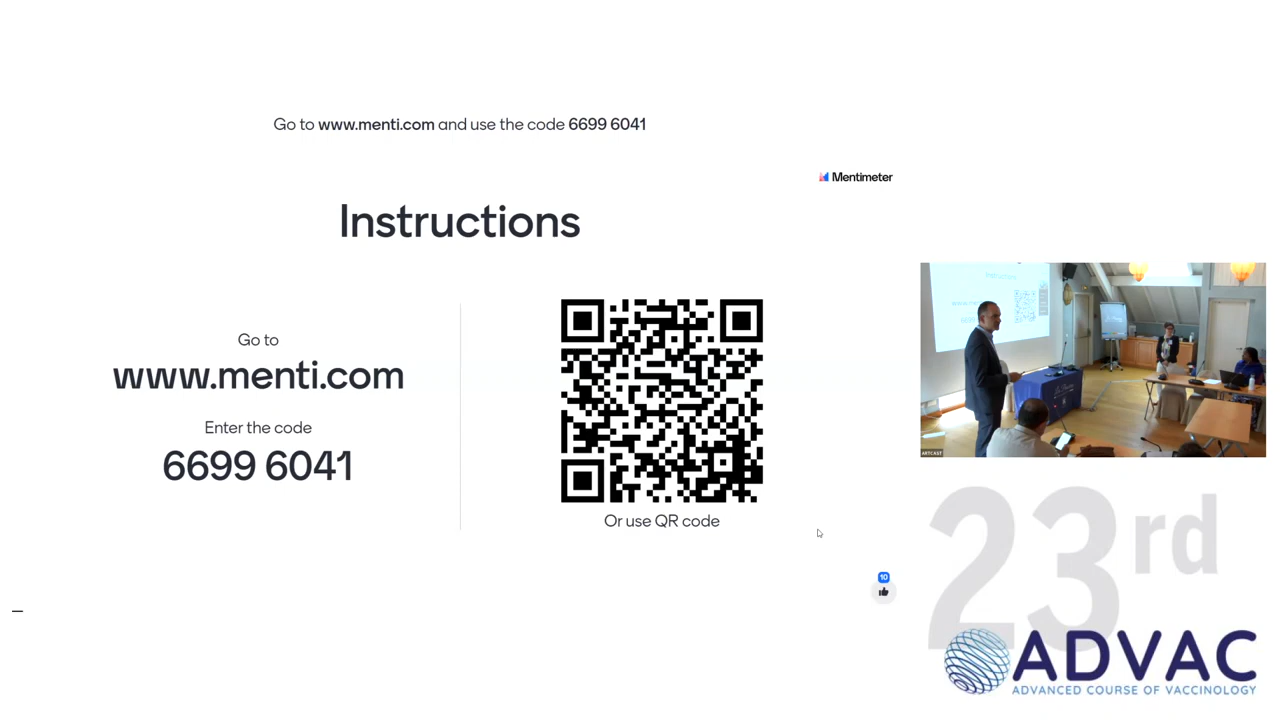 Go to www.menti.com and use the code 6699 6041
Mentimeter
Instructions
Go to
www.menti.com
Enter the code
6699 6041
Or use QR code
10
ARTCAST
23rd
ADVAC
ADVANCED COURSE OF VACCINOLOGY